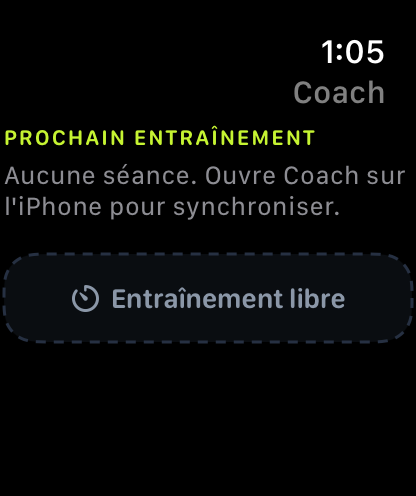 1:05
Coach
PROCHAIN ENTRAÎNEMENT
Aucune séance. Ouvre Coach sur
l'iPhone pour synchroniser.
Entraînement libre